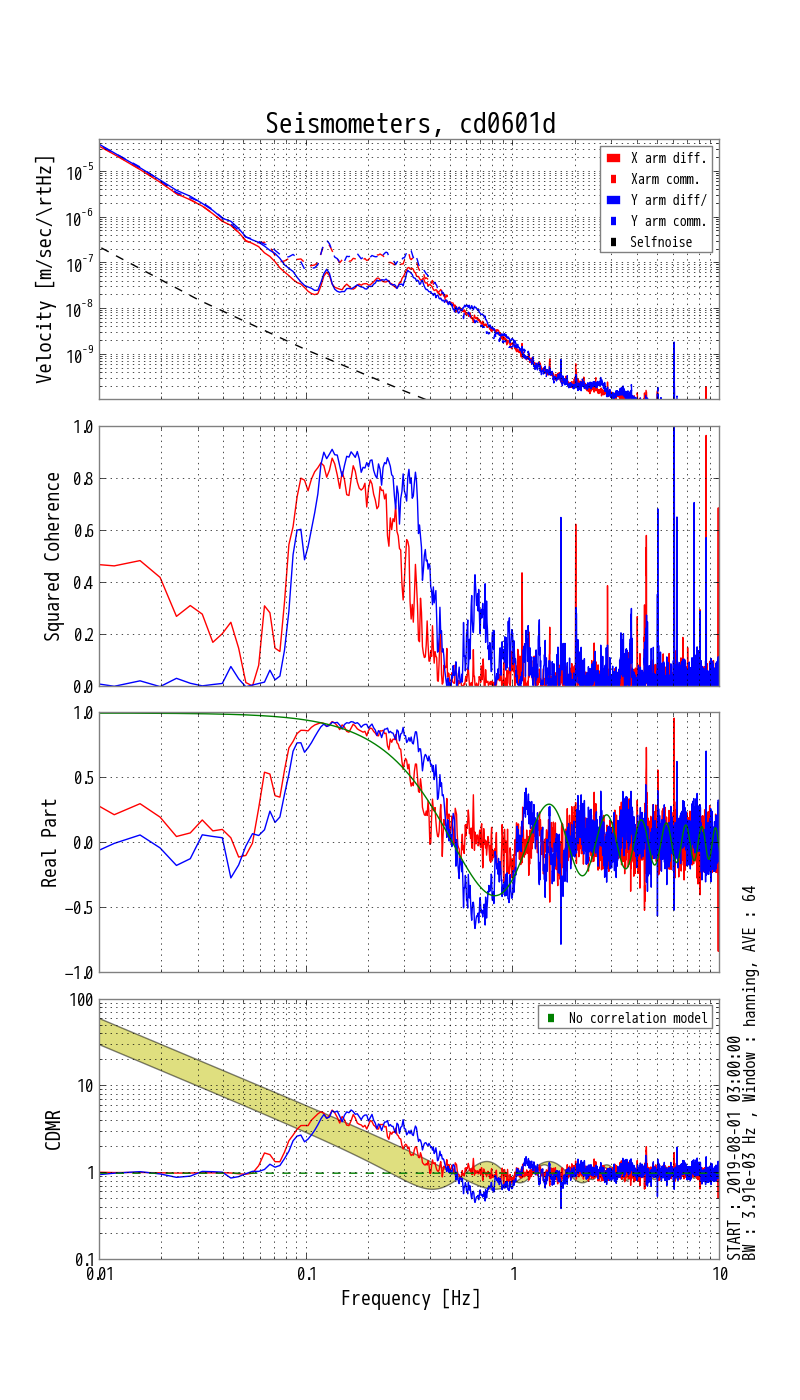 Seismometers, cd0601d
Velocity [m/sec/\rtHz]
10^-5
10^-6
10^-7
10^-8
10^-9
X arm diff.
Xarm comm.
Y arm diff/
Y arm comm.
Selfnoise
Squared Coherence
1.0
0.8
0.6
0.4
0.2
0.0
Real Part
1.0
0.5
0.0
−0.5
−1.0
CDMR
100
10
1
0.1
No correlation model
0.01 0.1 1 10
Frequency [Hz]
START : 2019-08-01 03:00:00
BW : 3.91e-03 Hz , Window : hanning, AVE : 64